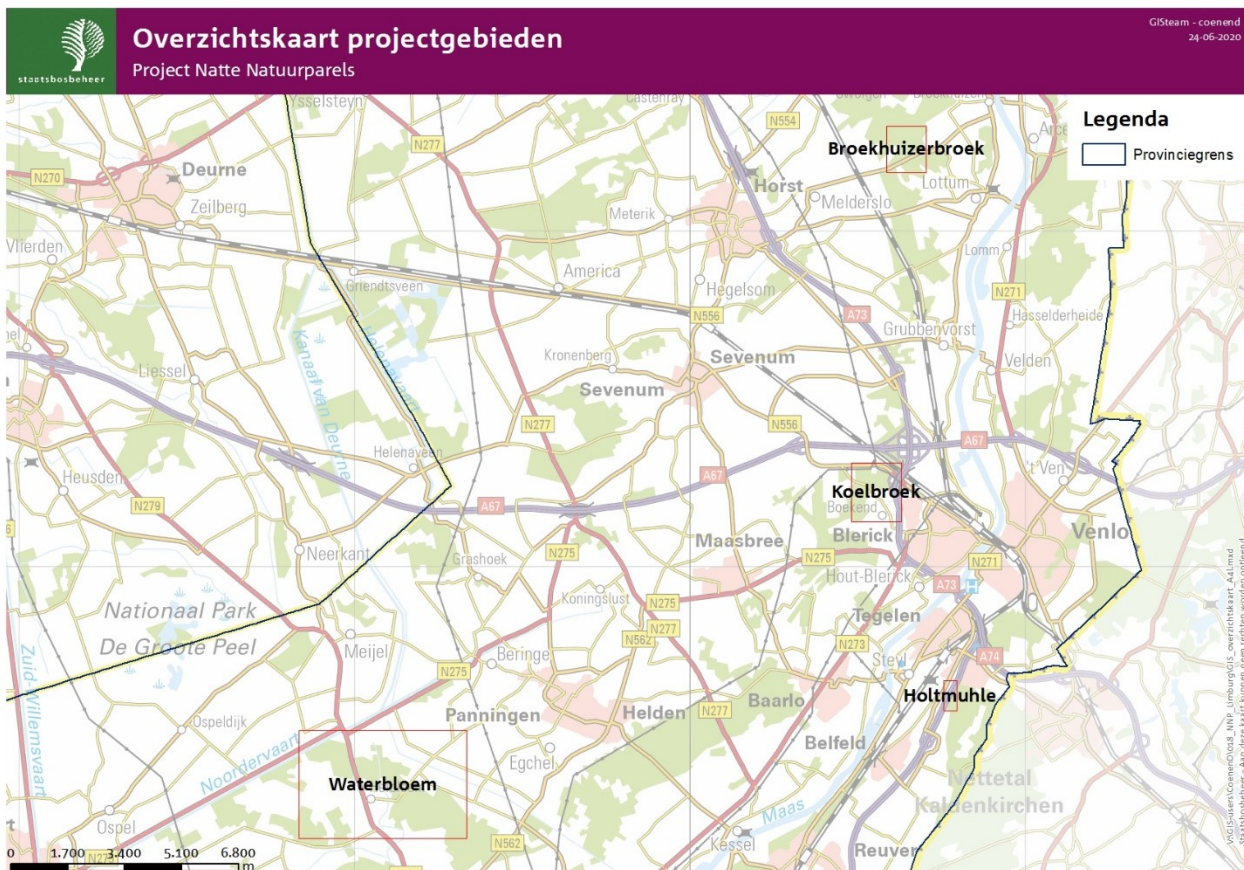 staatsbosbeheer
Overzichtskaart projectgebieden
Project Natte Natuurparels
GISteam - coenend
24-06-2020
Legenda
Provinciegrens
Ysselsteyn
Castenray
N554
Broekhuizerbroek
N277
N270
Deurne
Horst
Lottum
Zeilberg
Meterik
Melderslo
Vlierden
Lomm
America
Griendtsveen
Hegelsom
N271
N556
A73
Hasselderheide
Grubbenvorst
Kanaal van Deurne
Helenavaart
Kronenberg
Sevenum
Velden
Liessel
Sevenum
N277
N556
A67
Helenaveen
A67
't Ven
Heusden
Koelbroek
N279
A67
Boekend
Blerick
Venlo
Maasbree
Neerkant
N275
N275
Grashoek
N271
Hout-Blerick
A73
H
Koningslust
N275
Nationaal Park
De Groote Peel
N277
Tegelen
N562
N273
Meijel
Beringe
Steyl
A74
Zuid-Willemsvaart
N275
Holtmuhle
Baarlo
Panningen
Helden
N277
Ospeldijk
Belfeld
Noordervaart
Egchel
Waterbloem
Nettetal
Kaldenkirchen
Maas
Ospel
Kessel
N562
Reuver
0 1.700 3.400 5.100 6.800
m